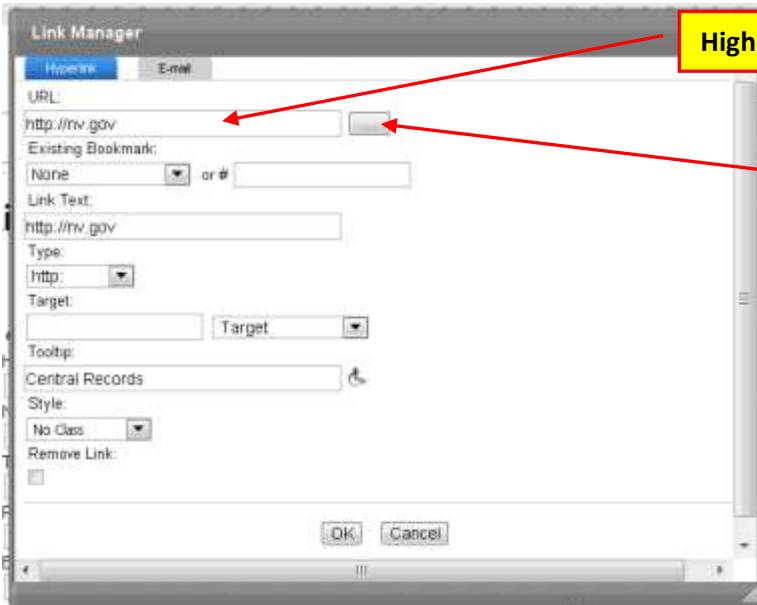 Link Manager
High
Hyperlink E-mail
URL:
http://nv.gov
...
Existing Bookmark:
None or #
Link Text:
http://nv.gov
Type:
http:
Target:
Target
Tooltip:
Central Records
Style:
No Class
Remove Link:
OK Cancel